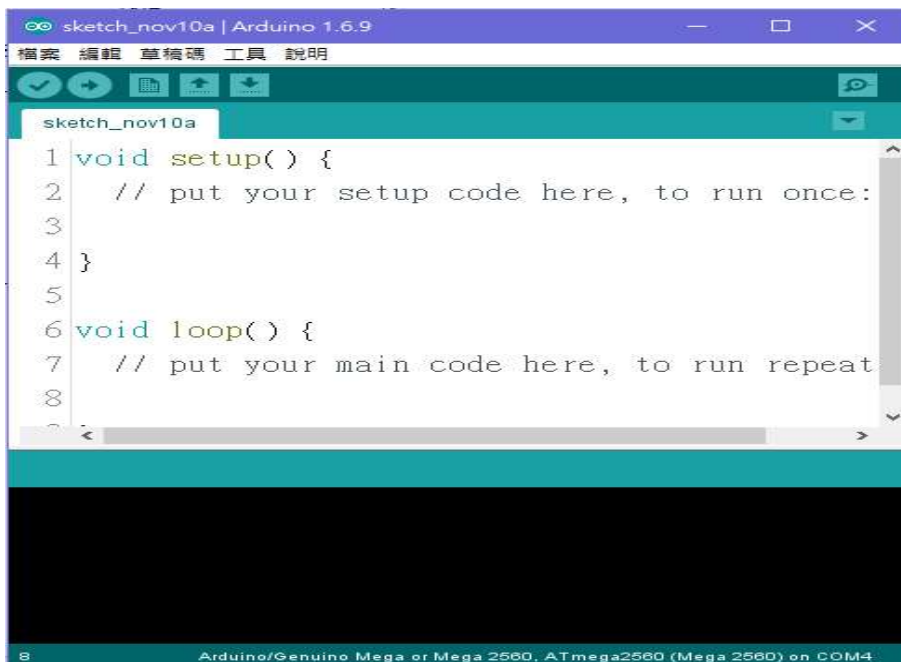 sketch_nov10a | Arduino 1.6.9
檔案 編輯 草稿碼 工具 說明
sketch_nov10a
1 void setup() {
2 // put your setup code here, to run once:
3
4 }
5
6 void loop() {
7 // put your main code here, to run repeat
8
8 Arduino/Genuino Mega or Mega 2560, ATmega2560 (Mega 2560) on COM4